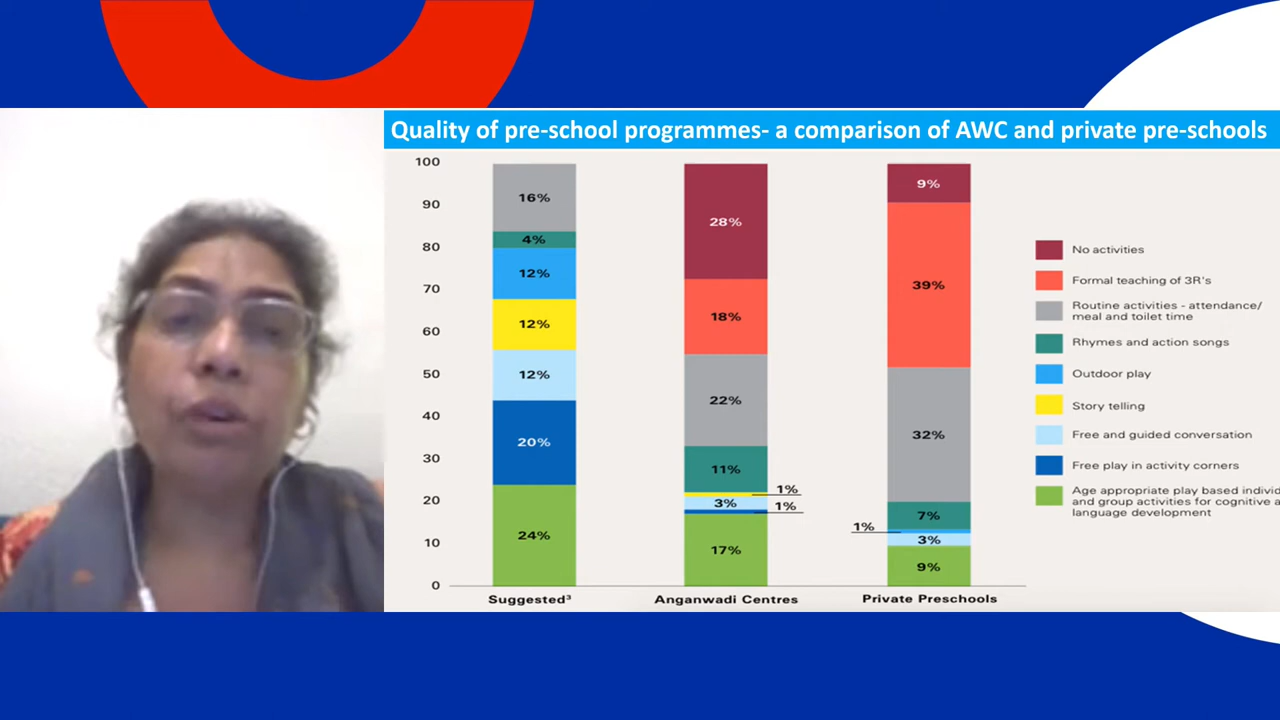 Quality of pre-school programmes- a comparison of AWC and private pre-schools
100
90
80
70
60
50
40
30
20
10
0
16%
4%
12%
12%
12%
20%
24%
28%
18%
22%
11%
1%
3%
1%
17%
9%
39%
32%
7%
1%
3%
9%
Suggested³
Anganwadi Centres
Private Preschools
No activities
Formal teaching of 3R's
Routine activities - attendance/
meal and toilet time
Rhymes and action songs
Outdoor play
Story telling
Free and guided conversation
Free play in activity corners
Age appropriate play based individ
and group activities for cognitive a
language development